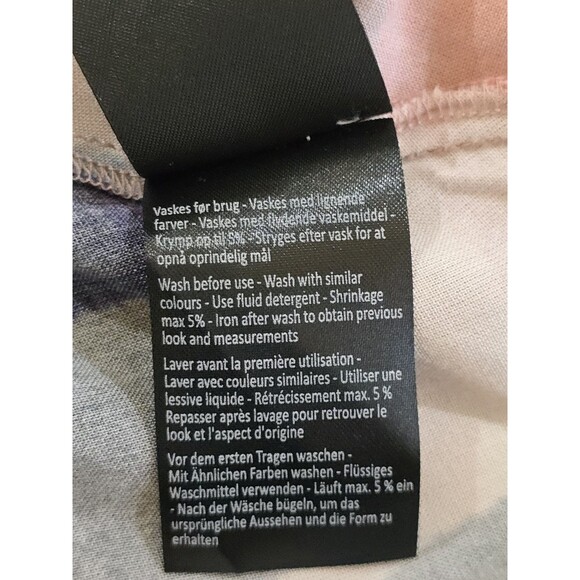 Vaskes før brug - Vaskes med lignende
farver - Vaskes med flydende vaskemiddel -
Krymp op til 5% - Stryges efter vask for at
opnå oprindelig mål
Wash before use - Wash with similar
colours - Use fluid detergent - Shrinkage
max 5% - Iron after wash to obtain previous
look and measurements
Laver avant la première utilisation -
Laver avec couleurs similaires - Utiliser une
lessive liquide - Rétrécissement max. 5 %
Repasser après lavage pour retrouver le
look et l'aspect d'origine
Vor dem ersten Tragen waschen -
Mit Ähnlichen Farben washen - Flüssiges
Waschmittel verwenden - Läuft max. 5 % ein
- Nach der Wäsche bügeln, um das
ursprüngliche Aussehen und die Form zu
erhalten